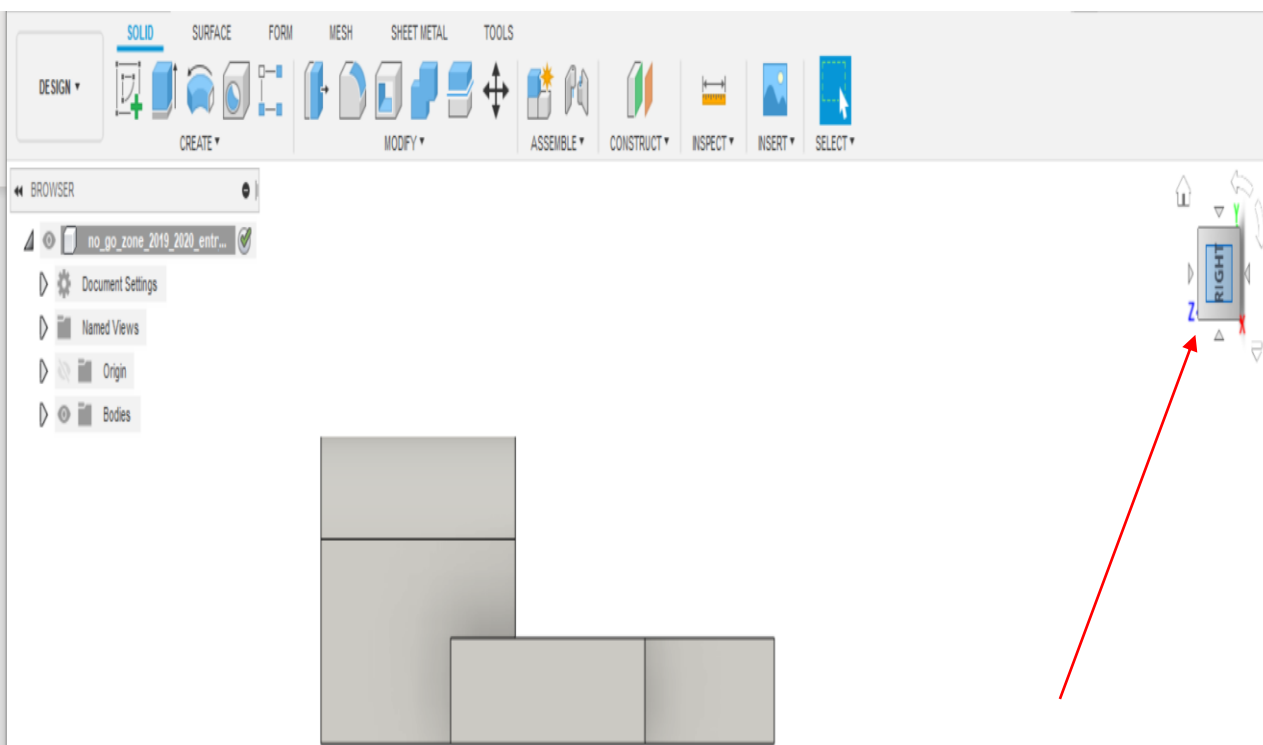 SOLID SURFACE FORM MESH SHEET METAL TOOLS
DESIGN ▾
CREATE ▾ MODIFY ▾ ASSEMBLE ▾ CONSTRUCT ▾ INSPECT ▾ INSERT ▾ SELECT ▾
BROWSER
no_go_zone_2019_2020_entr...
Document Settings
Named Views
Origin
Bodies
Y
RIGHT
Z
X